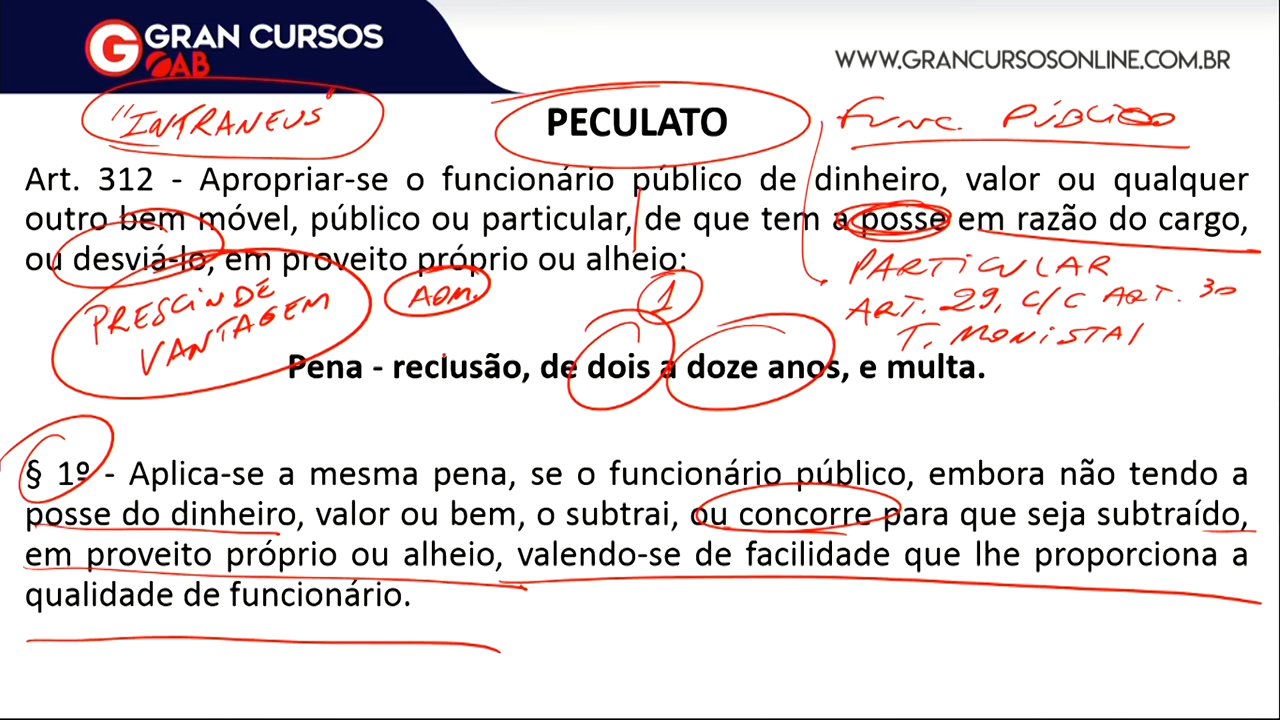 GRAN CURSOS
OAB
WWW.GRANCURSOSONLINE.COM.BR
"INTRANEUS"
PECULATO
FUNC. PÚBLICO
Art. 312 - Apropriar-se o funcionário público de dinheiro, valor ou qualquer
outro bem móvel, público ou particular, de que tem a posse em razão do cargo,
ou desviá-lo, em proveito próprio ou alheio:
PRESCINDE
VANTAGEM
ADM.
1
PARTICULAR
ART. 29, C/C ART. 30
T. MONISTA
Pena - reclusão, de dois a doze anos, e multa.
§ 1º - Aplica-se a mesma pena, se o funcionário público, embora não tendo a
posse do dinheiro, valor ou bem, o subtrai, ou concorre para que seja subtraído,
em proveito próprio ou alheio, valendo-se de facilidade que lhe proporciona a
qualidade de funcionário.